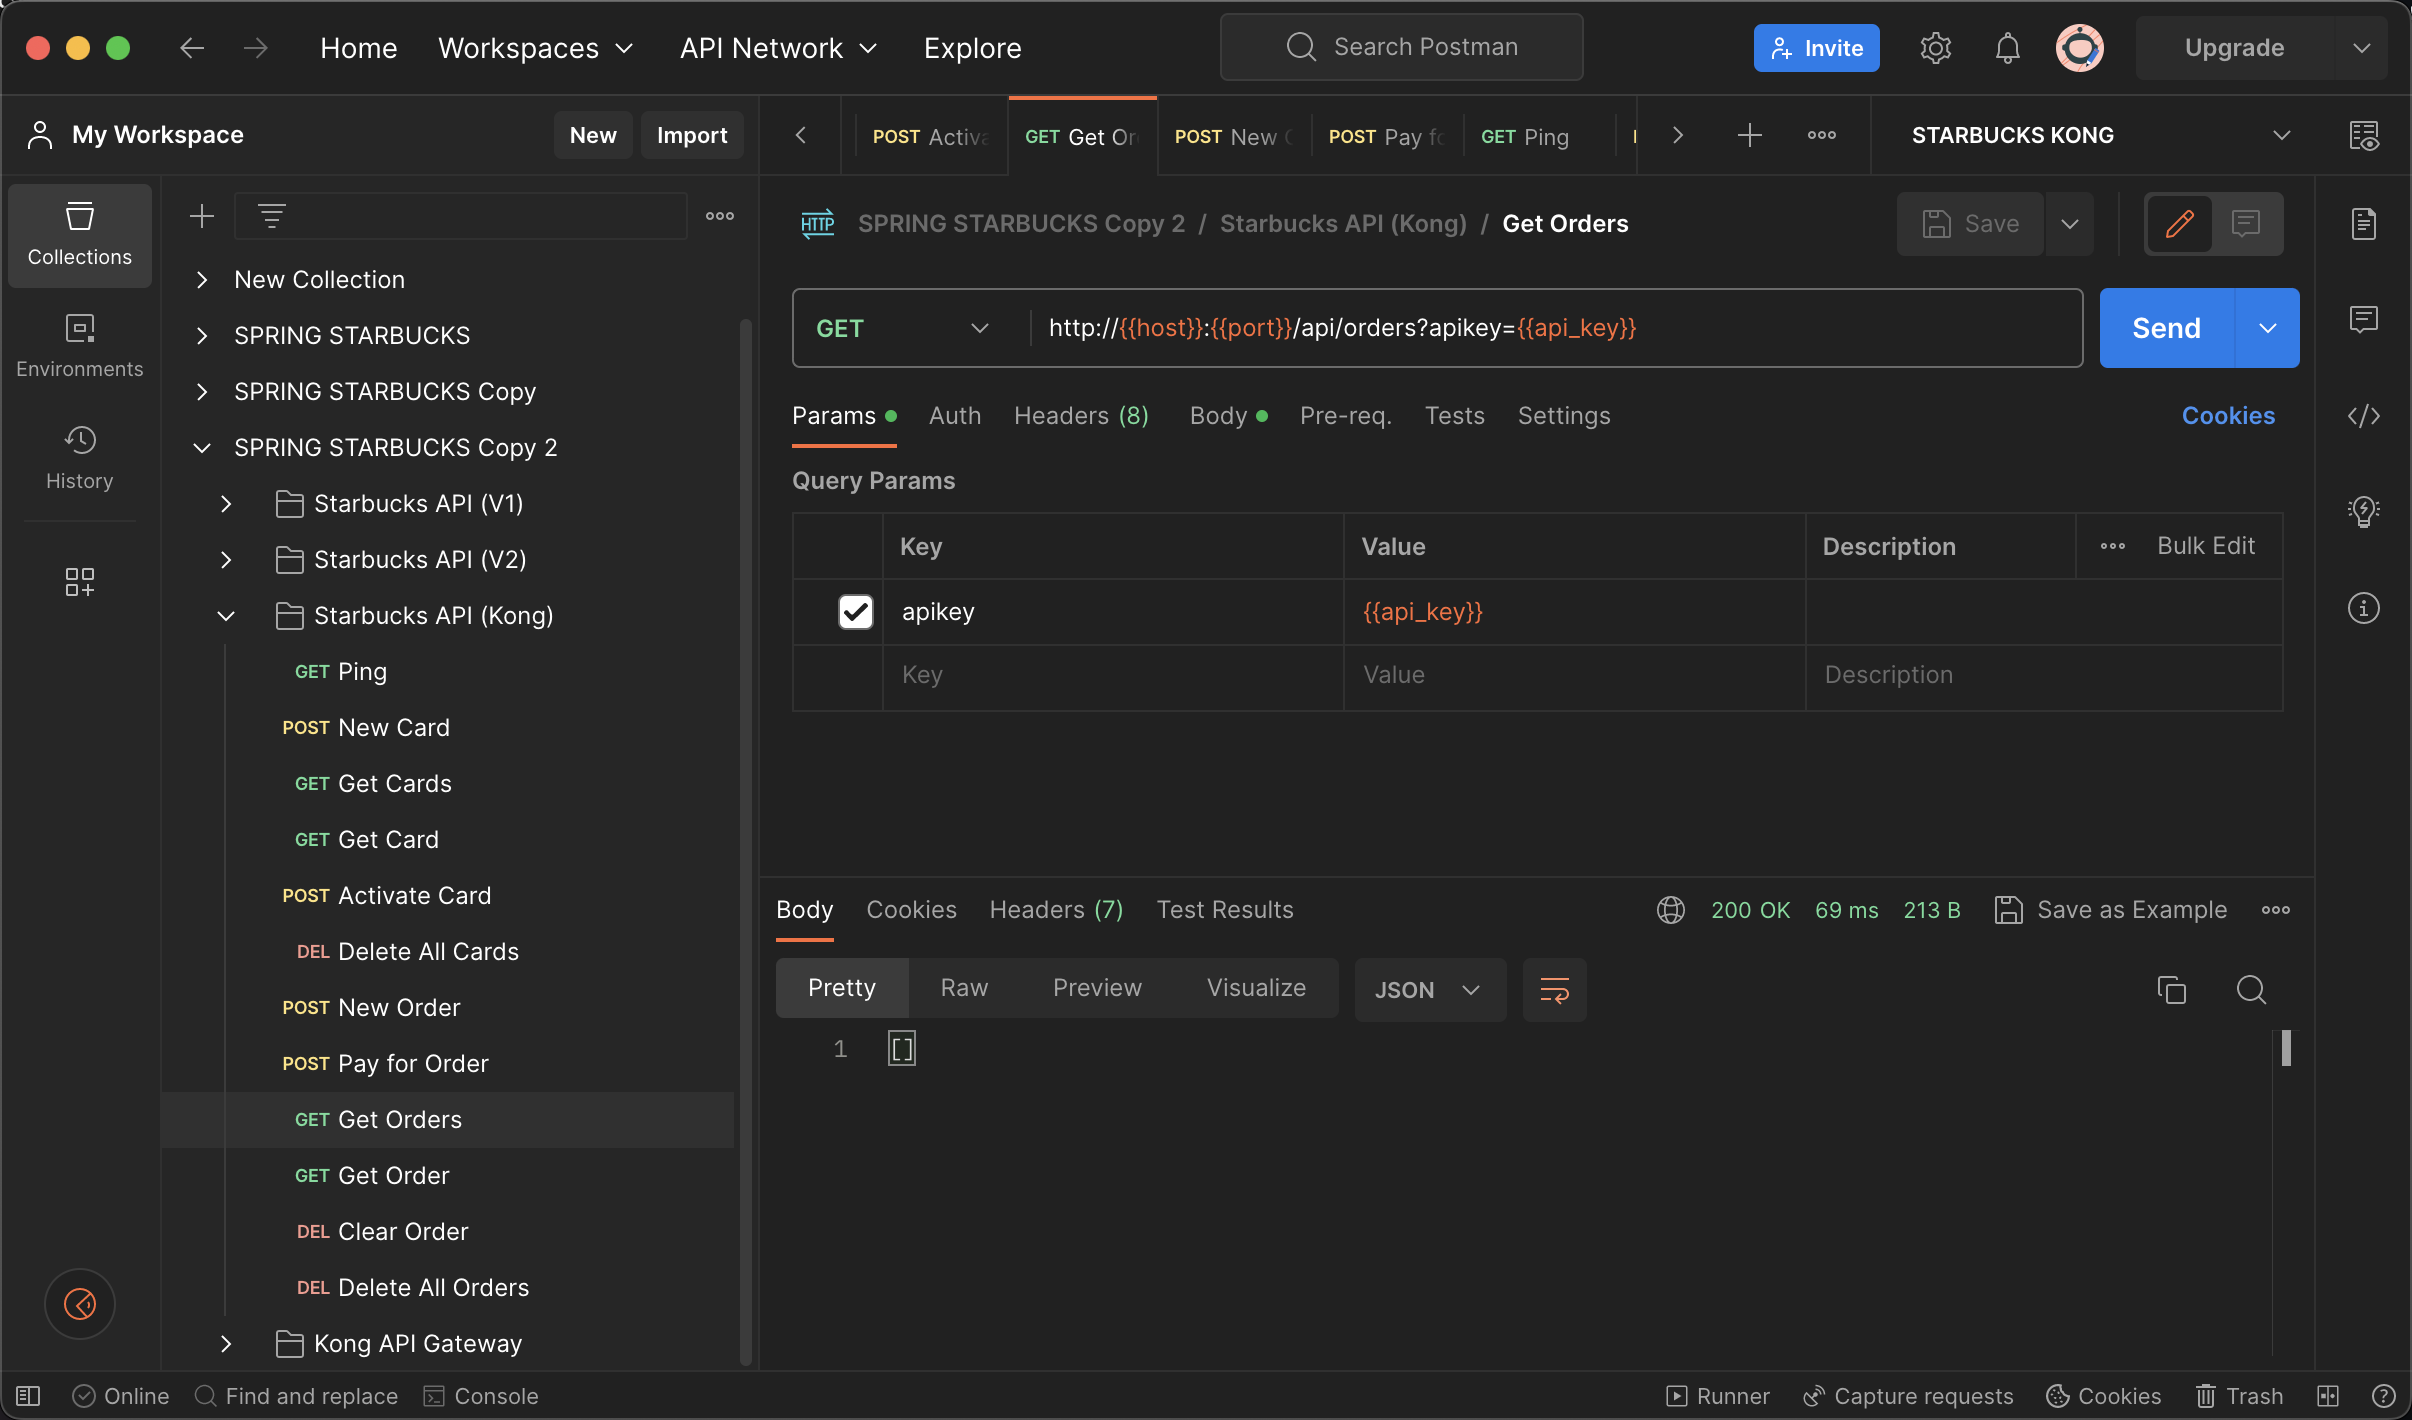 Home Workspaces API Network Explore Search Postman Invite Upgrade
My Workspace New Import
POST Activa GET Get Or POST New POST Pay fo GET Ping STARBUCKS KONG
Collections
Environments
History
New Collection
SPRING STARBUCKS
SPRING STARBUCKS Copy
SPRING STARBUCKS Copy 2
Starbucks API (V1)
Starbucks API (V2)
Starbucks API (Kong)
GET Ping
POST New Card
GET Get Cards
GET Get Card
POST Activate Card
DEL Delete All Cards
POST New Order
POST Pay for Order
GET Get Orders
GET Get Order
DEL Clear Order
DEL Delete All Orders
Kong API Gateway
HTTP SPRING STARBUCKS Copy 2 / Starbucks API (Kong) / Get Orders Save
GET http://{{host}}:{{port}}/api/orders?apikey={{api_key}} Send
Params Auth Headers (8) Body Pre-req. Tests Settings Cookies
Query Params
Key Value Description Bulk Edit
apikey {{api_key}}
Key Value Description
Body Cookies Headers (7) Test Results 200 OK 69 ms 213 B Save as Example
Pretty Raw Preview Visualize JSON
1 []
Online Find and replace Console Runner Capture requests Cookies Trash